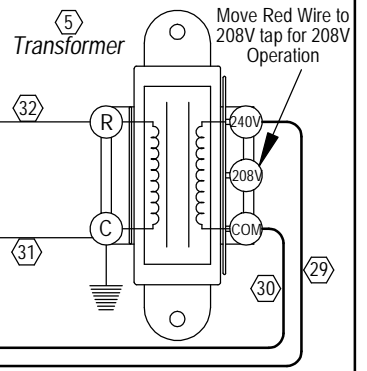 5
Transformer
Move Red Wire to
208V tap for 208V
Operation
32
R
240V
208V
C
COM
31
30
29